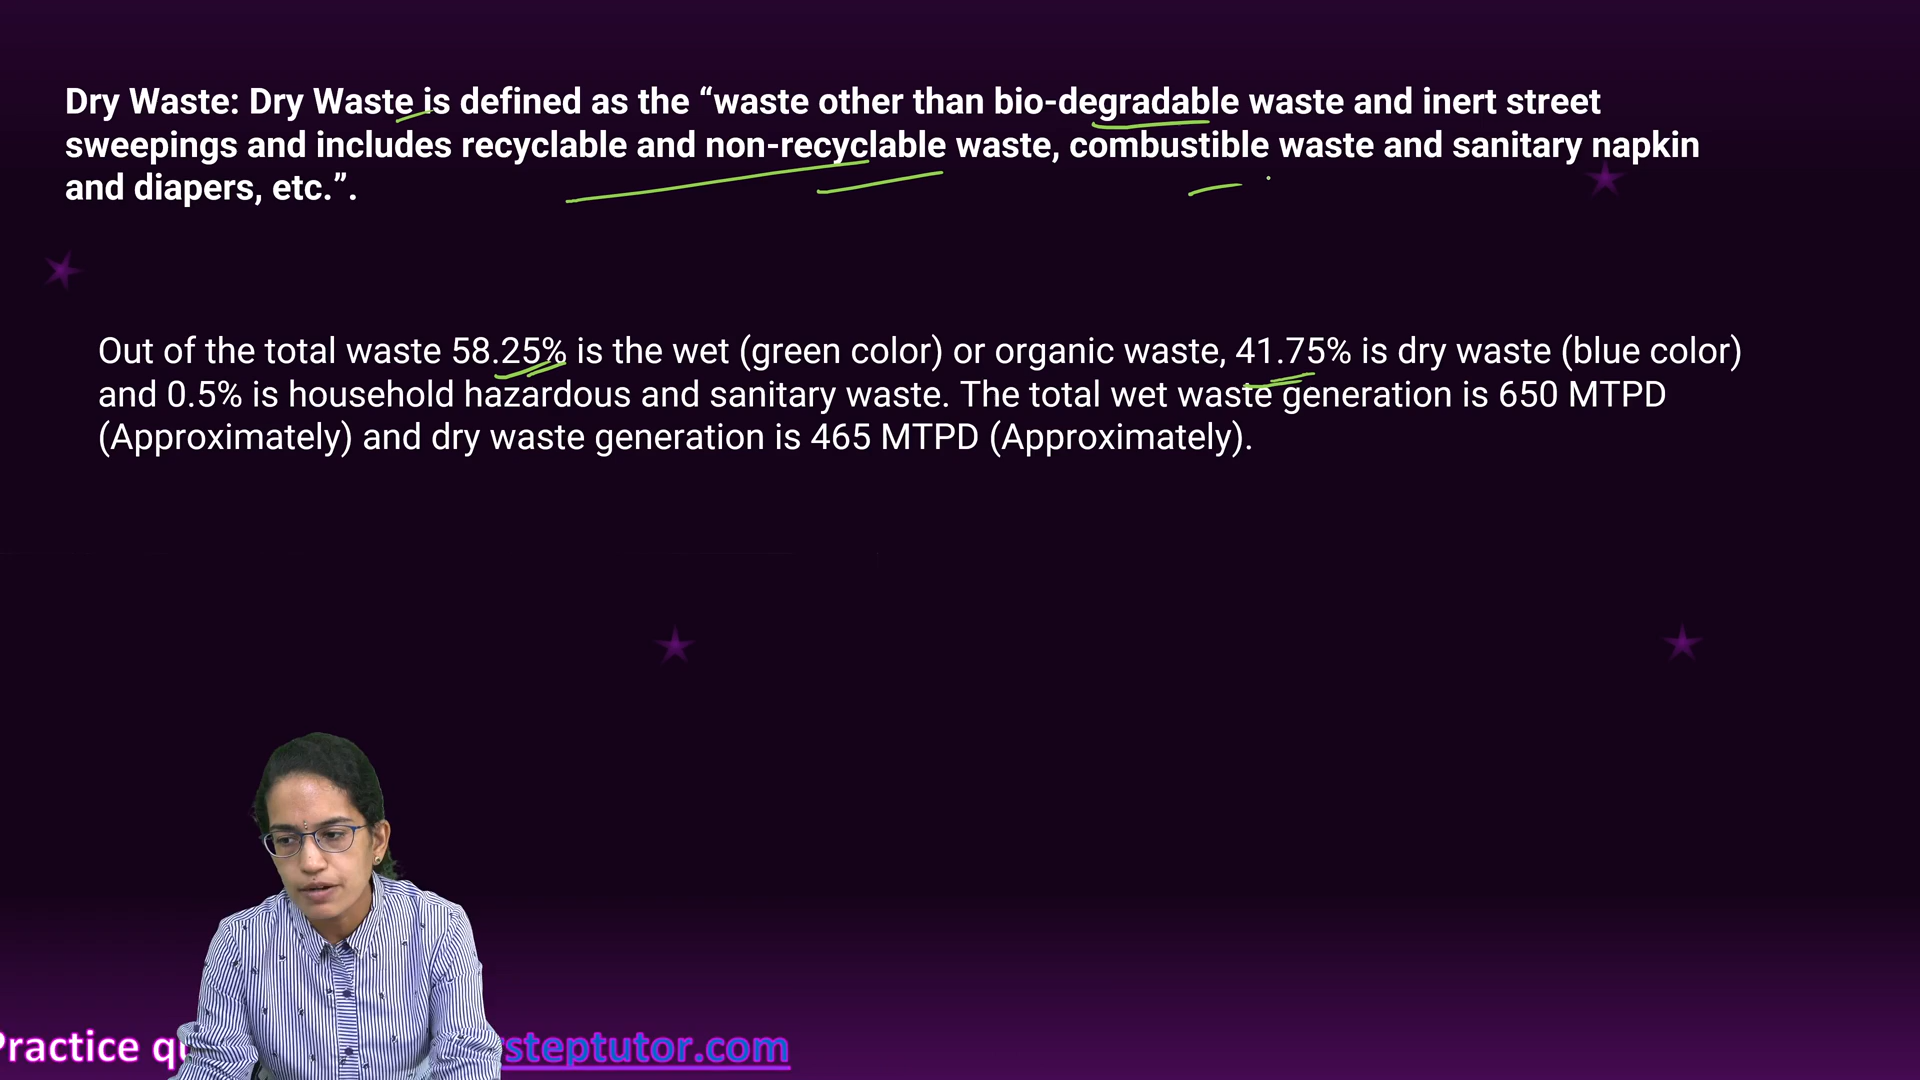 Dry Waste: Dry Waste is defined as the “waste other than bio-degradable waste and inert street
sweepings and includes recyclable and non-recyclable waste, combustible waste and sanitary napkin
and diapers, etc.”.
Out of the total waste 58.25% is the wet (green color) or organic waste, 41.75% is dry waste (blue color)
and 0.5% is household hazardous and sanitary waste. The total wet waste generation is 650 MTPD
(Approximately) and dry waste generation is 465 MTPD (Approximately).
Practice steptutor.com